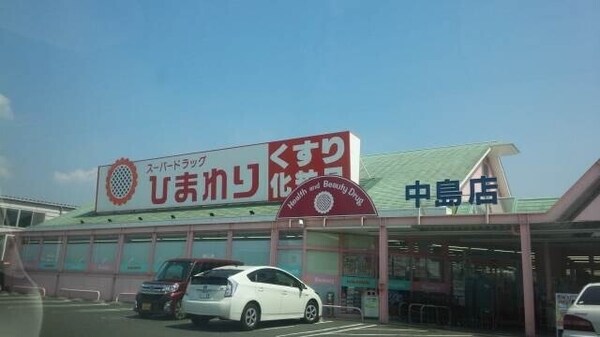 スーパードラッグ
ひまわり
くすり
化粧品
Health and Beauty Drug
中島店